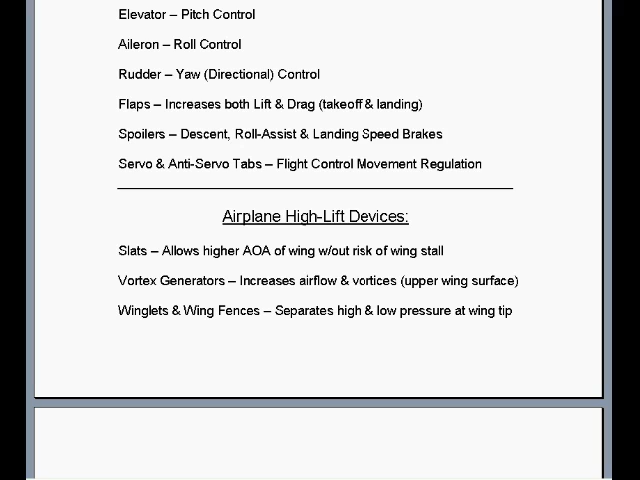 Elevator – Pitch Control
Aileron – Roll Control
Rudder – Yaw (Directional) Control
Flaps – Increases both Lift & Drag (takeoff & landing)
Spoilers – Descent, Roll-Assist & Landing Speed Brakes
Servo & Anti-Servo Tabs – Flight Control Movement Regulation
Airplane High-Lift Devices:
Slats – Allows higher AOA of wing w/out risk of wing stall
Vortex Generators – Increases airflow & vortices (upper wing surface)
Winglets & Wing Fences – Separates high & low pressure at wing tip